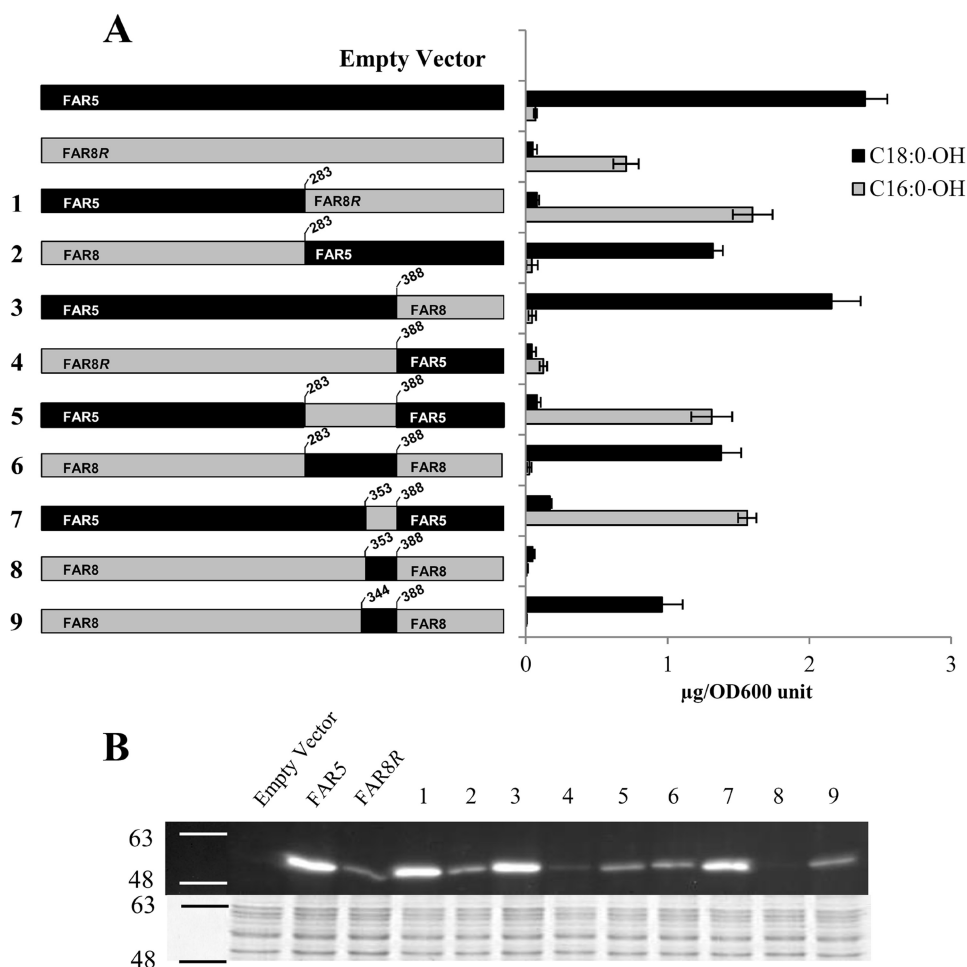 A
Empty Vector
FAR5
FAR8R
C18:0-OH
C16:0-OH
283
1 FAR5 FAR8R
283
2 FAR8 FAR5
388
3 FAR5 FAR8
388
4 FAR8R FAR5
283 388
5 FAR5 FAR5
283 388
6 FAR8 FAR8
353 388
7 FAR5 FAR5
353 388
8 FAR8 FAR8
344 388
9 FAR8 FAR8
0 1 2 3
µg/OD600 unit
B
Empty Vector FAR5 FAR8R 1 2 3 4 5 6 7 8 9
63
48
63
48